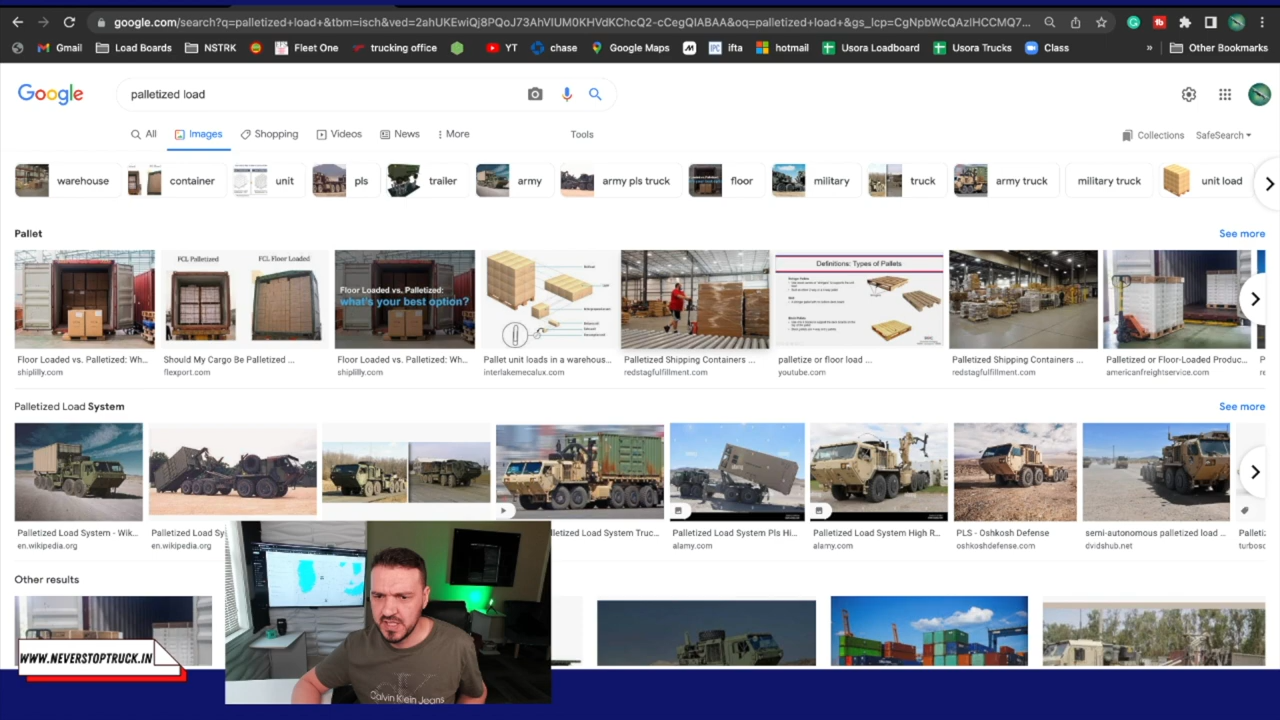 google.com/search?q=palletized+load+&tbm=isch&ved=2ahUKEwiQj8PQoJ73AhVIUM0KHVdKChcQ2-cCegQIABAA&oq=palletized+load+&gs_lcp=CgNpbWcQAzIHCCMQ7...
Gmail Load Boards NSTRK Fleet One trucking office YT chase Google Maps ifta hotmail Usora Loadboard Usora Trucks Class » Other Bookmarks
Google palletized load
All Images Shopping Videos News More Tools Collections SafeSearch
warehouse container unit pls trailer army army pls truck floor military truck army truck military truck unit load
Pallet See more
FCL Palletized FCL Floor Loaded
Floor Loaded vs. Palletized:
what's your best option?
Definitions: Types of Pallets
Floor Loaded vs. Palletized: Wh... Should My Cargo Be Palletized ... Floor Loaded vs. Palletized: Wh... Pallet unit loads in a warehous... Palletized Shipping Containers ... palletize or floor load ... Palletized Shipping Containers ... Palletized or Floor-Loaded Produc...
shiplilly.com flexport.com shiplilly.com interlakemecalux.com redstagfulfillment.com youtube.com redstagfulfillment.com americanfreightservice.com
Palletized Load System See more
Palletized Load System - Wik... Palletized Load Sy lletized Load System Truc... Palletized Load System Pls Hi... Palletized Load System High R... PLS - Oshkosh Defense semi-autonomous palletized load ... Palleti
en.wikipedia.org en.wikipedia.org alamy.com alamy.com oshkoshdefense.com dvidshub.net turbosq
Other results
WWW.NEVERSTOPTRUCK.IN
Calvin Klein Jeans